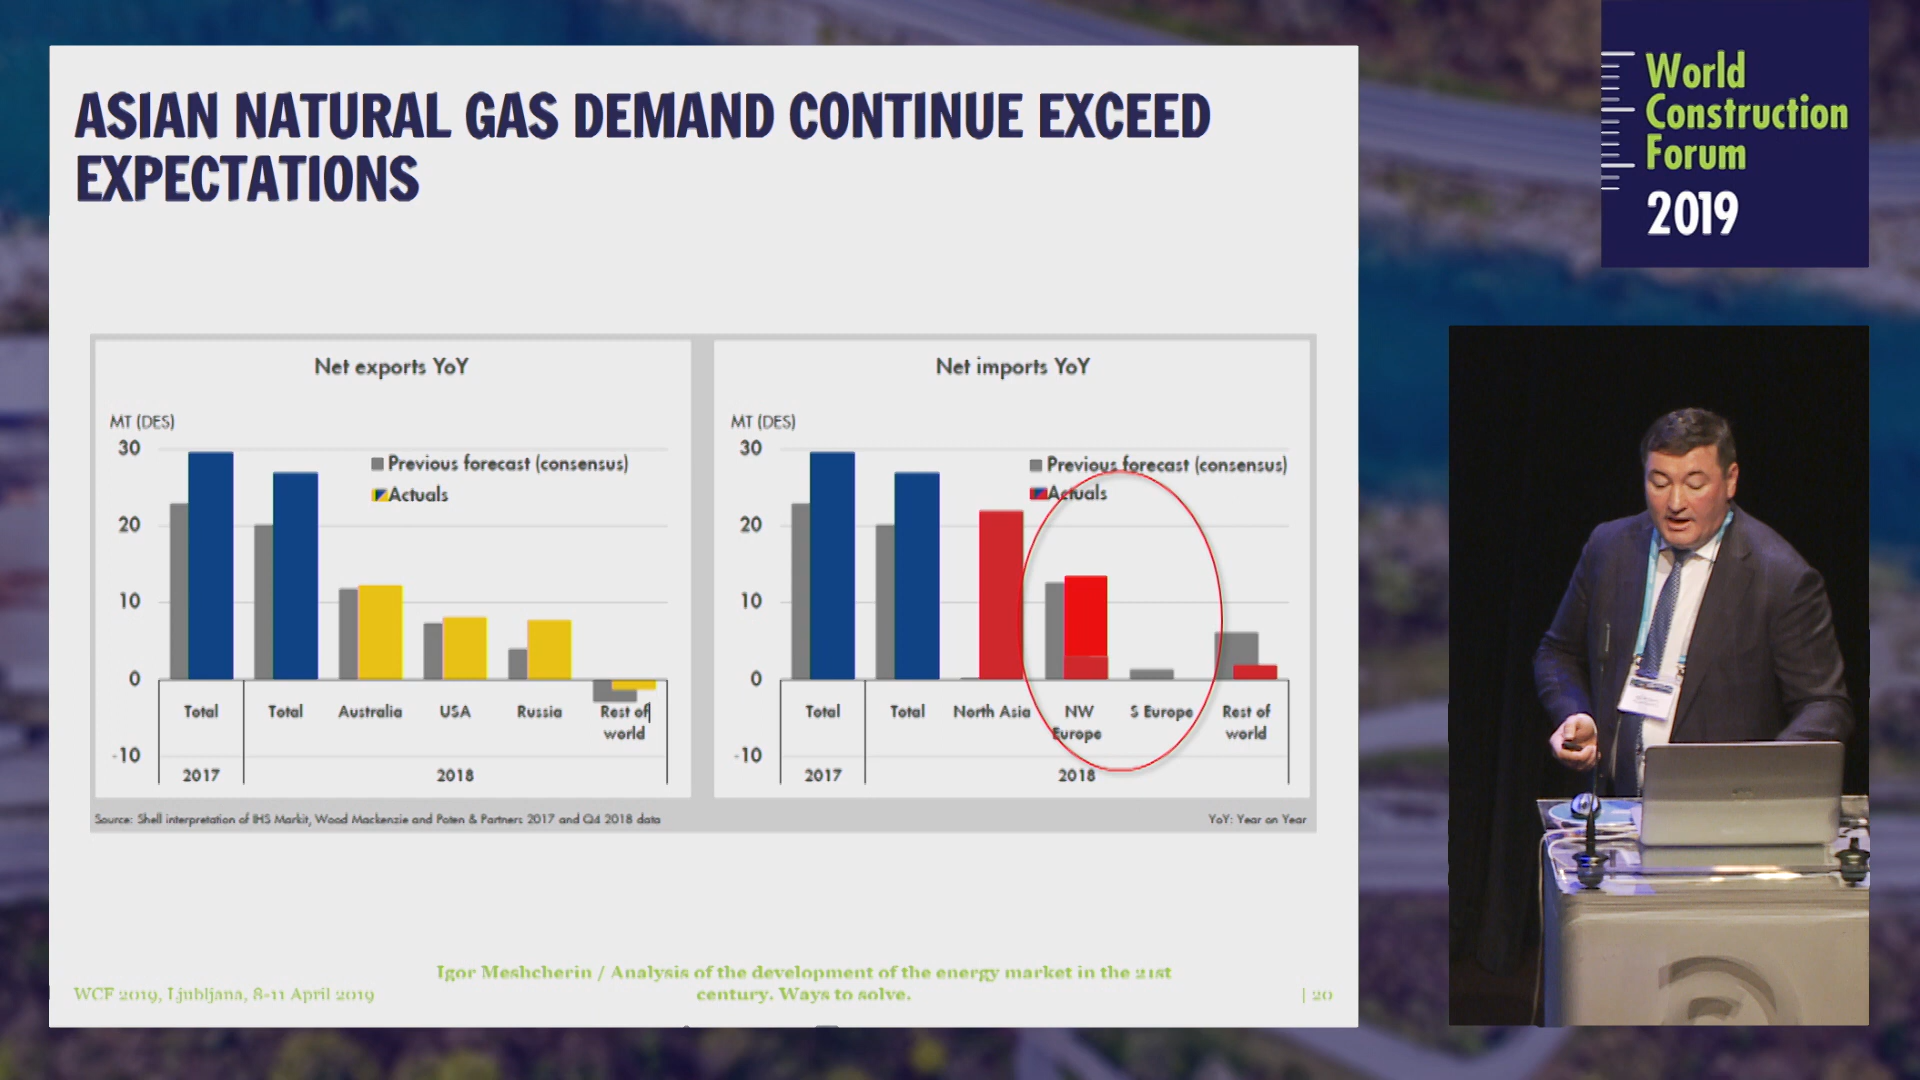 ASIAN NATURAL GAS DEMAND CONTINUE EXCEED
EXPECTATIONS
Net exports YoY
MT (DES)
30
20
10
0
-10
Previous forecast (consensus)
Actuals
Total
Total
Australia
USA
Russia
Rest of
world
2017
2018
Net imports YoY
MT (DES)
30
20
10
0
-10
Previous forecast (consensus)
Actuals
Total
Total
North Asia
NW
Europe
S Europe
Rest of
world
2017
2018
Source: Shell interpretation of IHS Markit, Wood Mackenzie and Poten & Partners 2017 and Q4 2018 data
YoY: Year on Year
WCF 2019, Ljubljana, 8-11 April 2019
Igor Meshcherin / Analysis of the development of the energy market in the 21st
century. Ways to solve.
| 20
World
Construction
Forum
2019